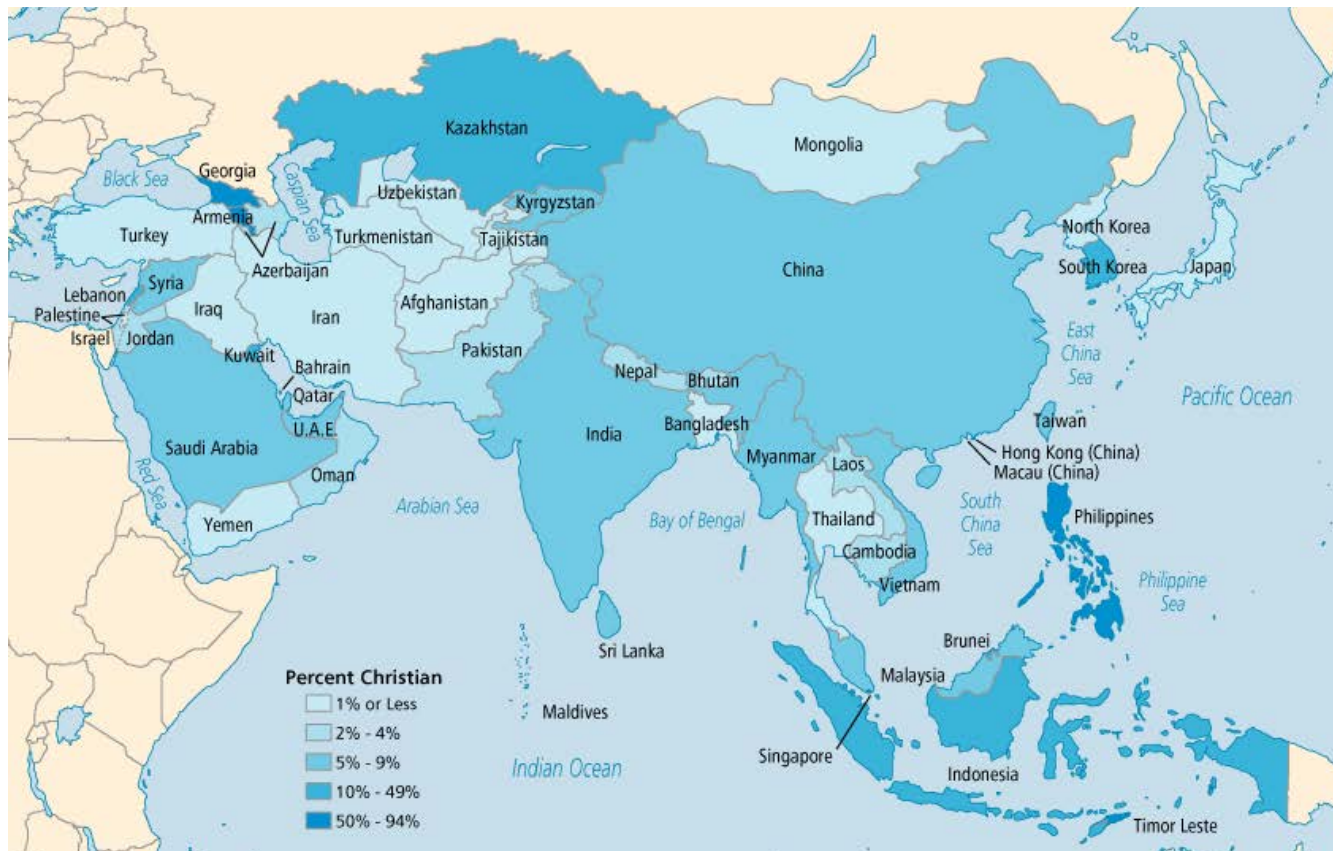 Kazakhstan
Mongolia
Georgia
Black Sea
Caspian Sea
Uzbekistan
Kyrgyzstan
Armenia
Turkey
Turkmenistan
Tajikistan
North Korea
Azerbaijan
China
South Korea
Japan
Syria
Lebanon
Palestine
Iraq
Iran
Afghanistan
Israel
Jordan
East
China
Sea
Kuwait
Pakistan
Bahrain
Nepal
Bhutan
Qatar
Pacific Ocean
U.A.E.
Bangladesh
Taiwan
India
Saudi Arabia
Myanmar
Hong Kong (China)
Laos
Macau (China)
Oman
Red Sea
Arabian Sea
Bay of Bengal
South
China
Sea
Yemen
Thailand
Philippines
Cambodia
Vietnam
Philippine
Sea
Sri Lanka
Brunei
Malaysia
Percent Christian
1% or Less
2% - 4%
5% - 9%
10% - 49%
50% - 94%
Maldives
Singapore
Indian Ocean
Indonesia
Timor Leste